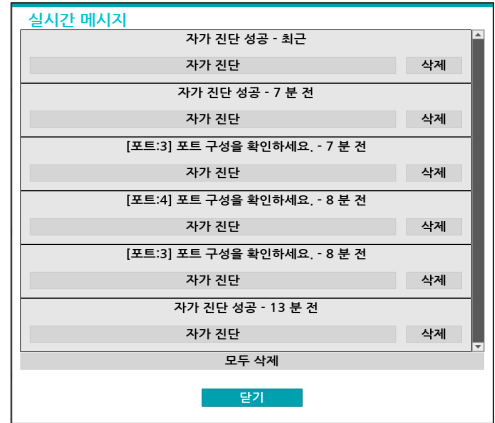 실시간 메시지
자가 진단 성공 - 최근
자가 진단 삭제
자가 진단 성공 - 7 분 전
자가 진단 삭제
[포트:3] 포트 구성을 확인하세요. - 7 분 전
자가 진단 삭제
[포트:4] 포트 구성을 확인하세요. - 8 분 전
자가 진단 삭제
[포트:3] 포트 구성을 확인하세요. - 8 분 전
자가 진단 삭제
자가 진단 성공 - 13 분 전
자가 진단 삭제
모두 삭제
닫기